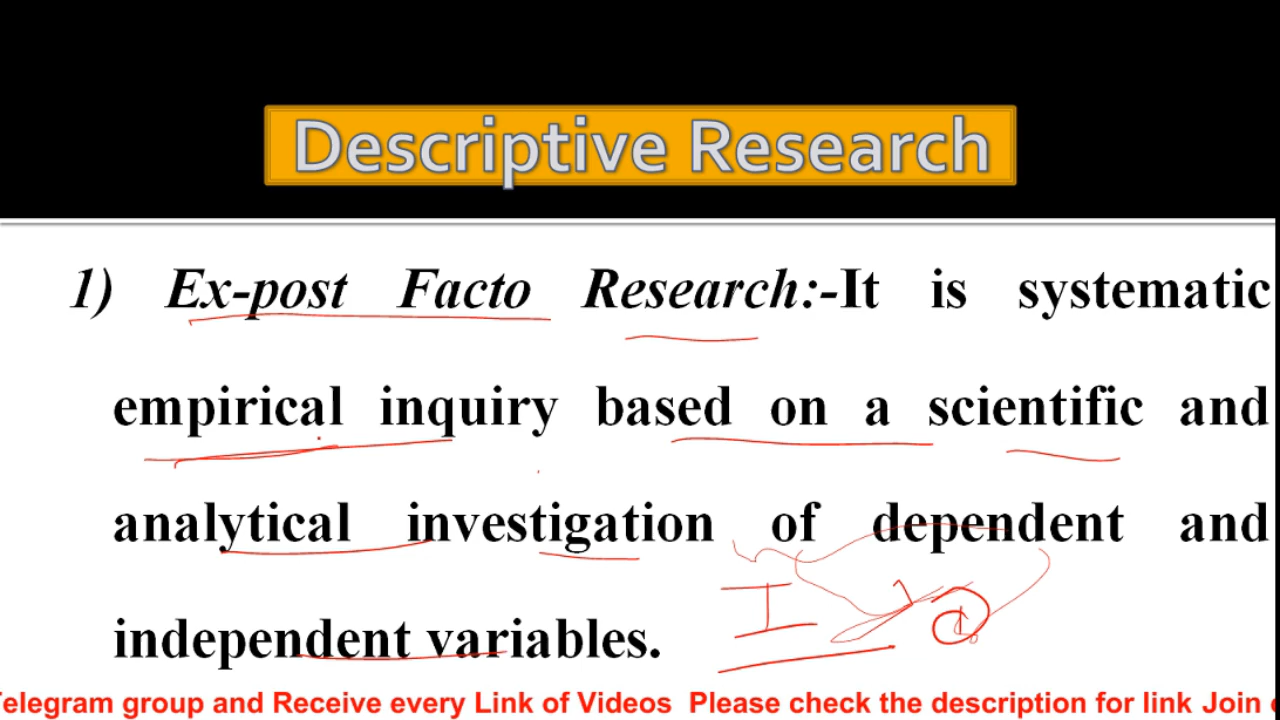 Descriptive Research
1) Ex-post Facto Research:-It is systematic
empirical inquiry based on a scientific and
analytical investigation of dependent and
independent variables.
I
Telegram group and Receive every Link of Videos Please check the description for link Join